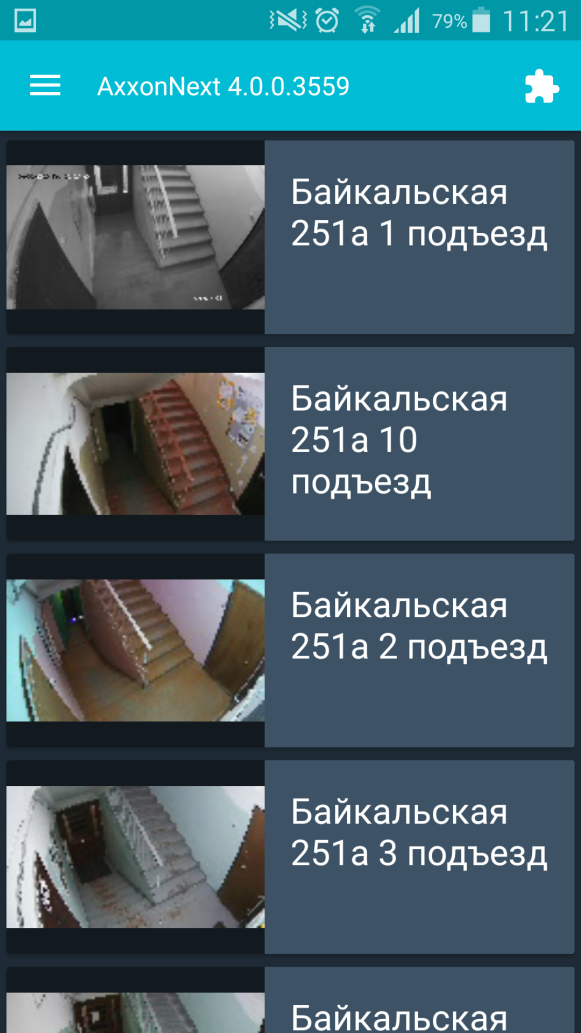 79% 11:21
AxxonNext 4.0.0.3559
Байкальская
251а 1 подъезд
Байкальская
251а 10
подъезд
Байкальская
251а 2 подъезд
Байкальская
251а 3 подъезд
Байкальская